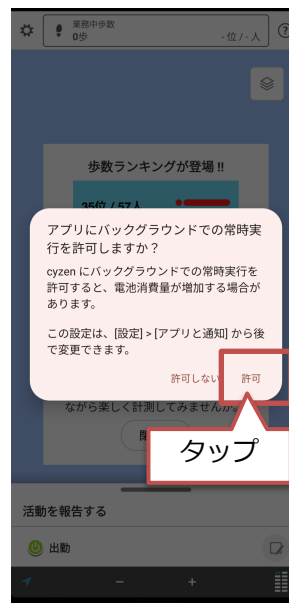 業務中歩数
0歩
- 位 / - 人
歩数ランキングが登場 !!
35位 / 57人
アプリにバックグラウンドでの常時実
行を許可しますか？
cyzen にバックグラウンドでの常時実行を
許可すると、電池消費量が増加する場合が
あります。
この設定は、[設定] > [アプリと通知] から後
で変更できます。
許可しない
許可
ながら楽しく計測してみませんか。
タップ
活動を報告する
出勤